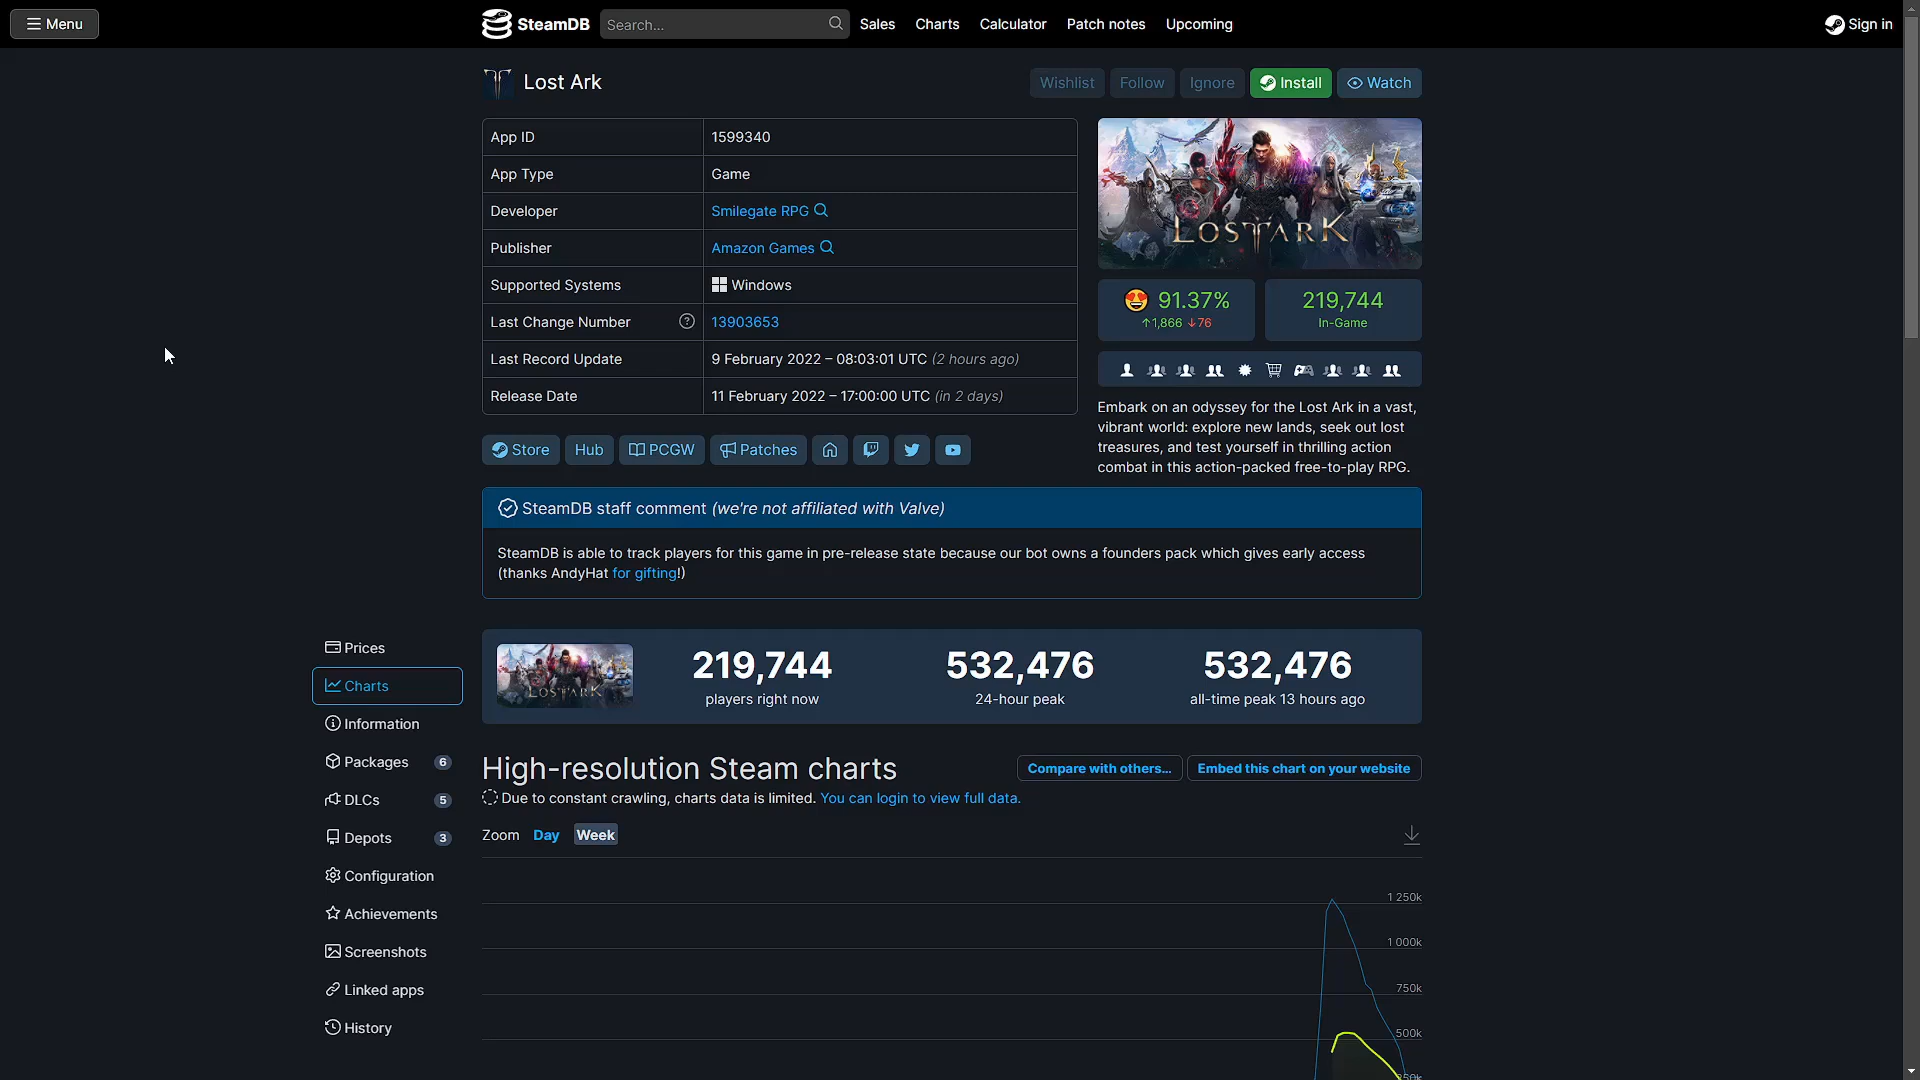 Menu
SteamDB
Search...
Sales
Charts
Calculator
Patch notes
Upcoming
Sign in
Lost Ark
Wishlist
Follow
Ignore
Install
Watch
App ID 1599340
App Type Game
Developer Smilegate RPG
Publisher Amazon Games
Supported Systems Windows
Last Change Number 13903653
Last Record Update 9 February 2022 – 08:03:01 UTC (2 hours ago)
Release Date 11 February 2022 – 17:00:00 UTC (in 2 days)
LOST ARK
91.37%
↑1,866 ↓76
219,744
In-Game
Embark on an odyssey for the Lost Ark in a vast,
vibrant world: explore new lands, seek out lost
treasures, and test yourself in thrilling action
combat in this action-packed free-to-play RPG.
Store
Hub
PCGW
Patches
SteamDB staff comment (we're not affiliated with Valve)
SteamDB is able to track players for this game in pre-release state because our bot owns a founders pack which gives early access
(thanks AndyHat for gifting!)
Prices
Charts
Information
Packages 6
DLCs 5
Depots 3
Configuration
Achievements
Screenshots
Linked apps
History
LOST ARK
219,744
players right now
532,476
24-hour peak
532,476
all-time peak 13 hours ago
High-resolution Steam charts
Compare with others...
Embed this chart on your website
Due to constant crawling, charts data is limited. You can login to view full data.
Zoom Day Week
1 250k
1 000k
750k
500k
250k